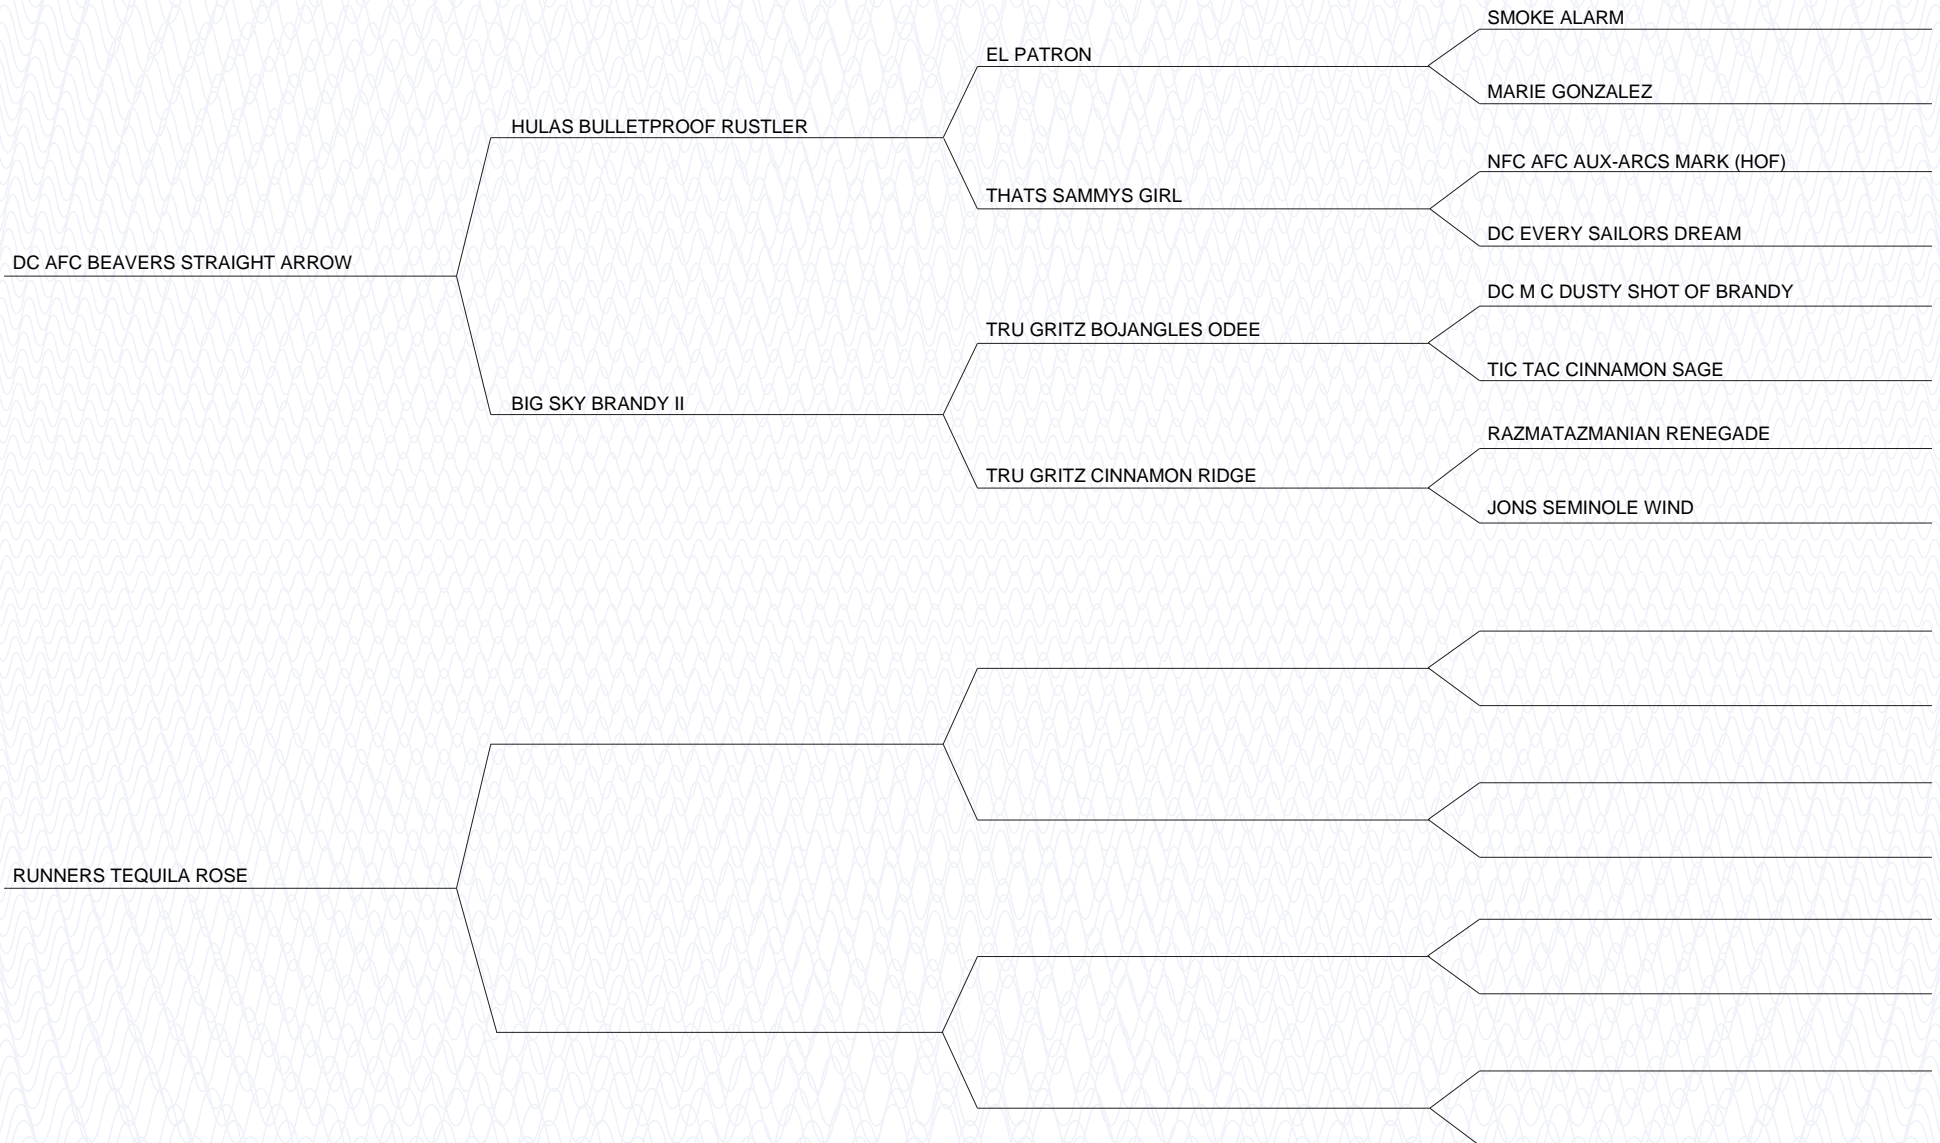 SMOKE ALARM
EL PATRON
MARIE GONZALEZ
HULAS BULLETPROOF RUSTLER
NFC AFC AUX-ARCS MARK (HOF)
THATS SAMMYS GIRL
DC EVERY SAILORS DREAM
DC AFC BEAVERS STRAIGHT ARROW
DC M C DUSTY SHOT OF BRANDY
TRU GRITZ BOJANGLES ODEE
TIC TAC CINNAMON SAGE
BIG SKY BRANDY II
RAZMATAZMANIAN RENEGADE
TRU GRITZ CINNAMON RIDGE
JONS SEMINOLE WIND
RUNNERS TEQUILA ROSE